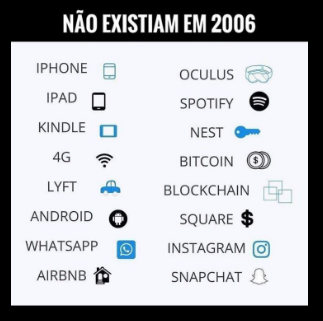 NÃO EXISTIAM EM 2006
IPHONE
IPAD
KINDLE
4G
LYFT
ANDROID
WHATSAPP
AIRBNB
OCULUS
SPOTIFY
NEST
BITCOIN
BLOCKCHAIN
SQUARE
INSTAGRAM
SNAPCHAT